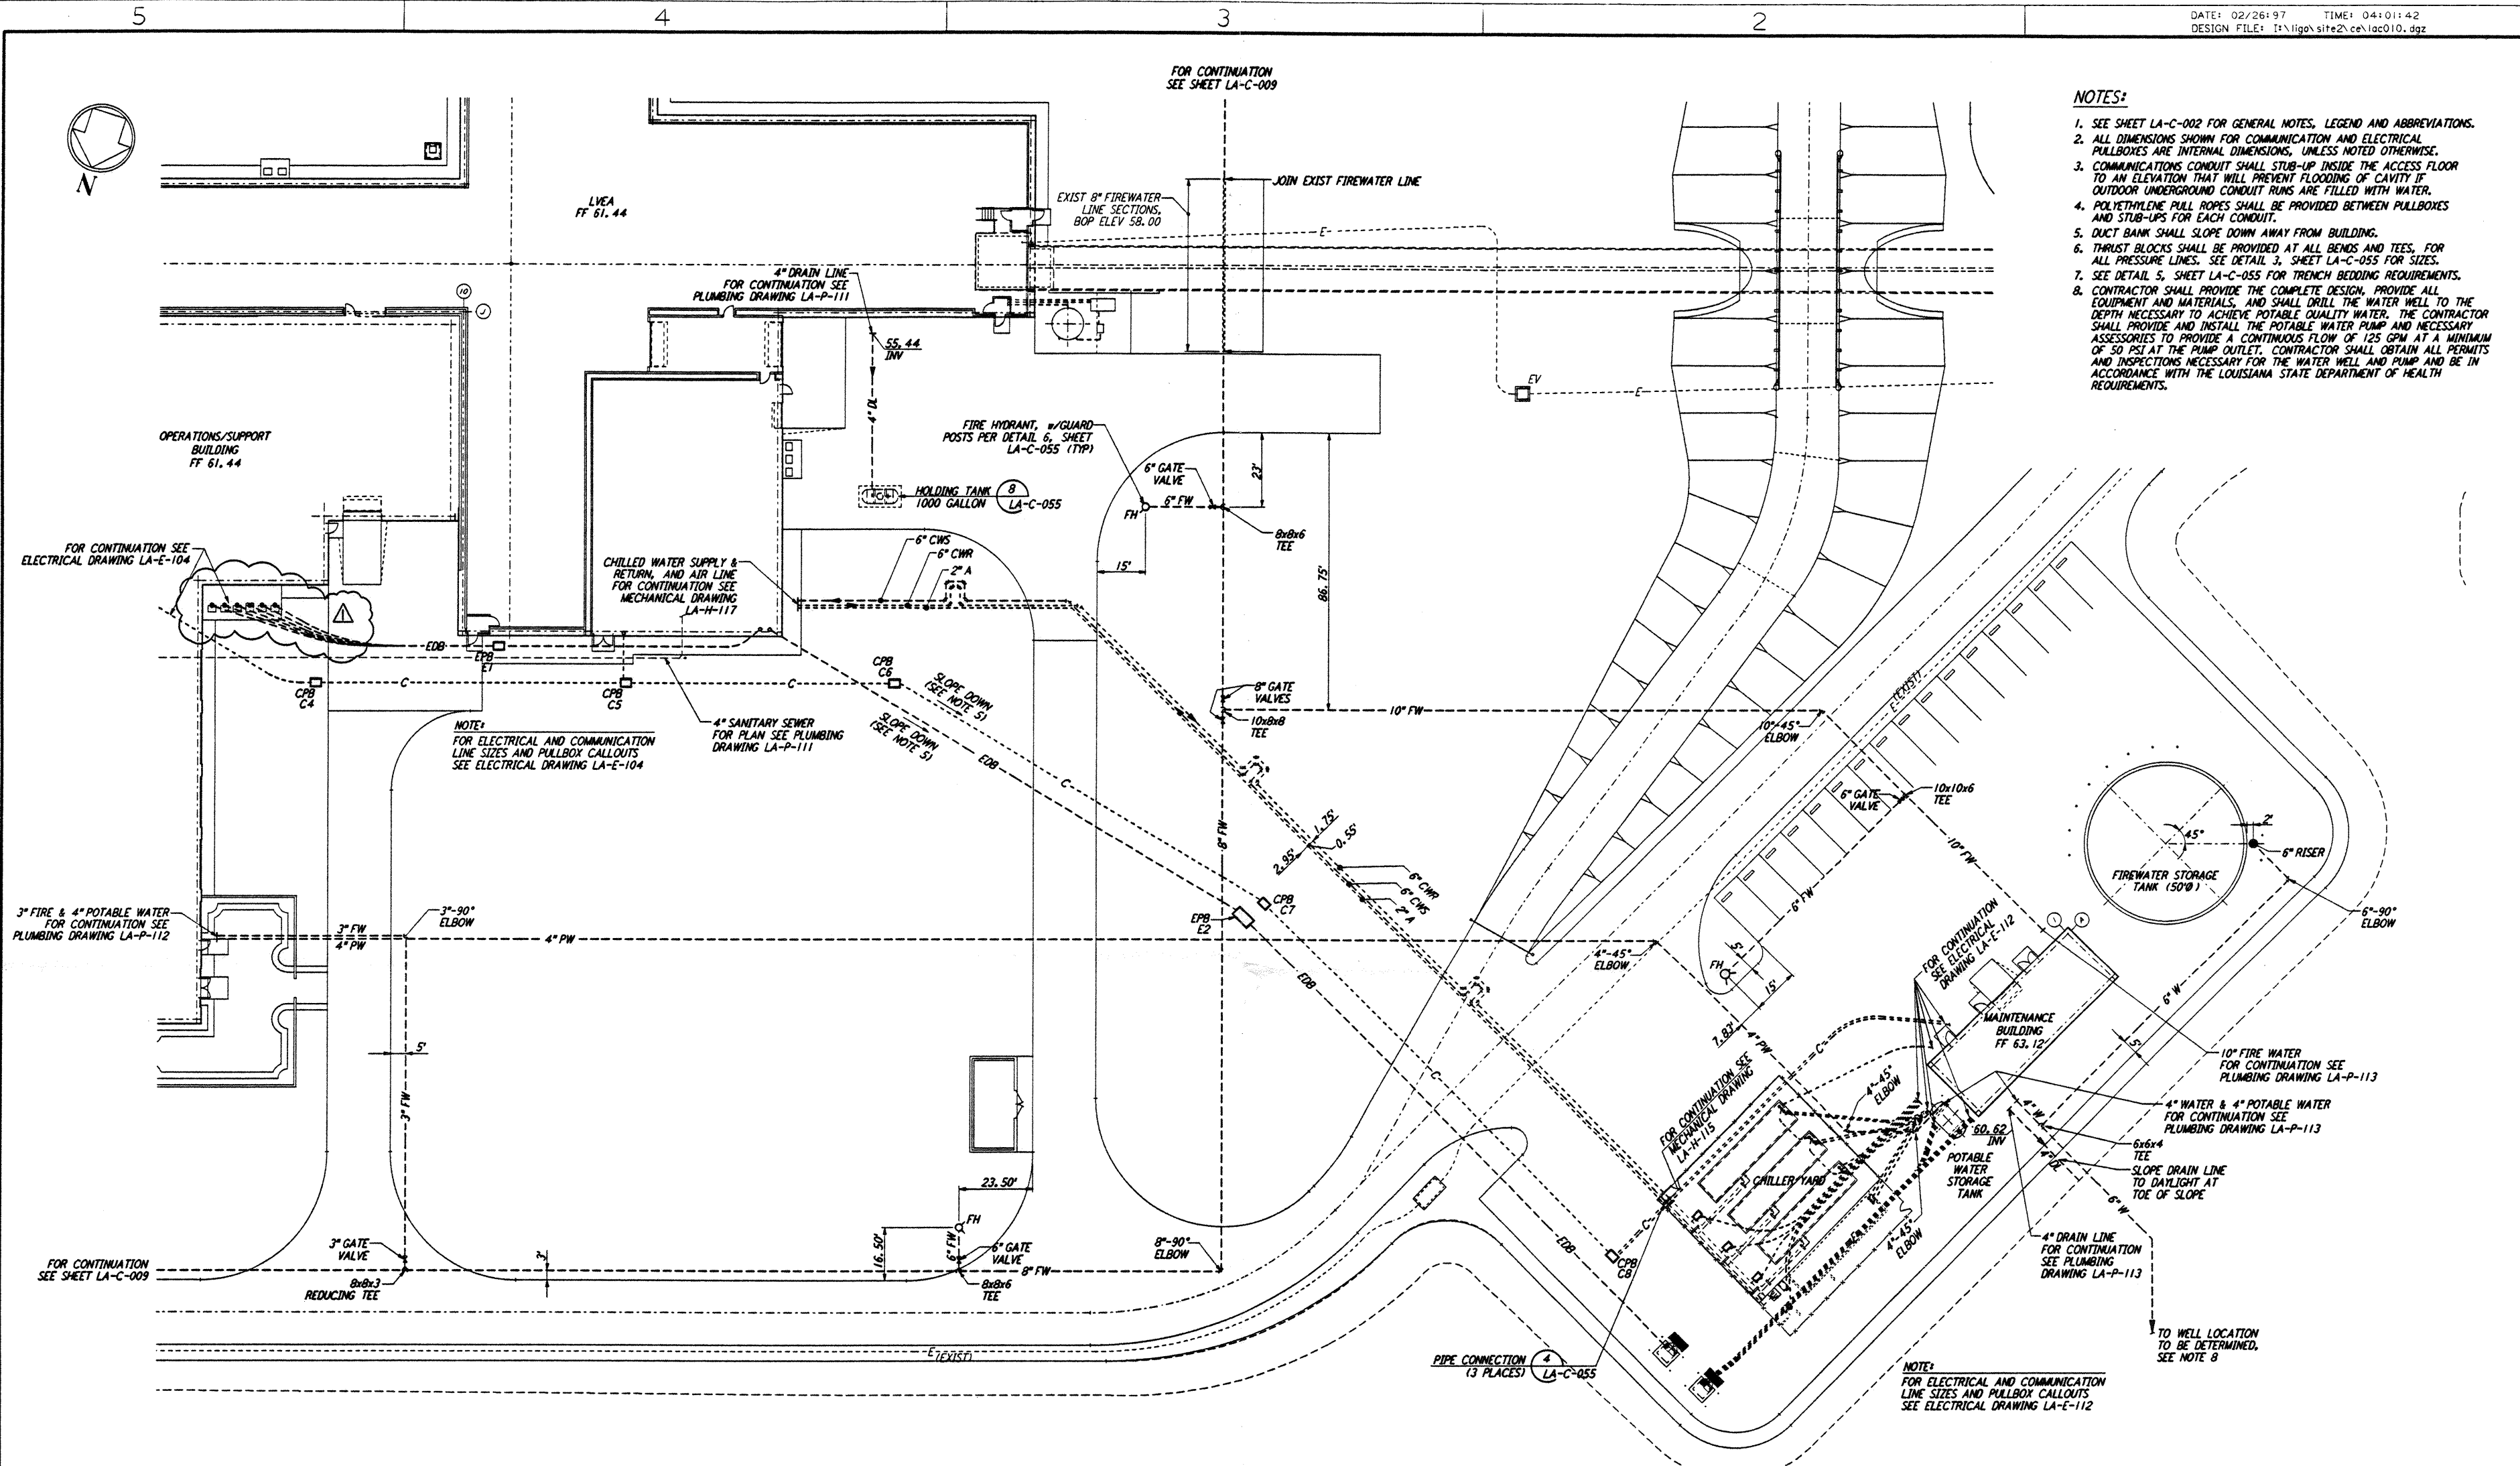 5
4
3
2
DATE: 02/26:97 TIME: 04:01:42
DESIGN FILE: I:\ligo\site2\ce\lac010.dgz
FOR CONTINUATION
SEE SHEET LA-C-009
NOTES:
1. SEE SHEET LA-C-002 FOR GENERAL NOTES, LEGEND AND ABBREVIATIONS.
2. ALL DIMENSIONS SHOWN FOR COMMUNICATION AND ELECTRICAL
PULLBOXES ARE INTERNAL DIMENSIONS, UNLESS NOTED OTHERWISE.
3. COMMUNICATIONS CONDUIT SHALL STUB-UP INSIDE THE ACCESS FLOOR
TO AN ELEVATION THAT WILL PREVENT FLOODING OF CAVITY IF
OUTDOOR UNDERGROUND CONDUIT RUNS ARE FILLED WITH WATER.
4. POLYETHYLENE PULL ROPES SHALL BE PROVIDED BETWEEN PULLBOXES
AND STUB-UPS FOR EACH CONDUIT.
5. DUCT BANK SHALL SLOPE DOWN AWAY FROM BUILDING.
6. THRUST BLOCKS SHALL BE PROVIDED AT ALL BENDS AND TEES, FOR
ALL PRESSURE LINES. SEE DETAIL 3, SHEET LA-C-055 FOR SIZES.
7. SEE DETAIL 5, SHEET LA-C-055 FOR TRENCH BEDDING REQUIREMENTS.
8. CONTRACTOR SHALL PROVIDE THE COMPLETE DESIGN, PROVIDE ALL
EQUIPMENT AND MATERIALS, AND SHALL DRILL THE WATER WELL TO THE
DEPTH NECESSARY TO ACHIEVE POTABLE QUALITY WATER. THE CONTRACTOR
SHALL PROVIDE AND INSTALL THE POTABLE WATER PUMP AND NECESSARY
ASSESSORIES TO PROVIDE A CONTINUOUS FLOW OF 125 GPM AT A MINIMUM
OF 50 PSI AT THE PUMP OUTLET. CONTRACTOR SHALL OBTAIN ALL PERMITS
AND INSPECTIONS NECESSARY FOR THE WATER WELL AND PUMP AND BE IN
ACCORDANCE WITH THE LOUISIANA STATE DEPARTMENT OF HEALTH
REQUIREMENTS.
N
LVEA
FF 61.44
EXIST 8" FIREWATER
LINE SECTIONS,
BOP ELEV 58.00
JOIN EXIST FIREWATER LINE
E
4" DRAIN LINE
FOR CONTINUATION SEE
PLUMBING DRAWING LA-P-111
10
J
55.44
INV
4" DL
EV
E
OPERATIONS/SUPPORT
BUILDING
FF 61.44
FIRE HYDRANT, w/GUARD
POSTS PER DETAIL 6, SHEET
LA-C-055 (TYP)
6" GATE
VALVE
23'
6" FW
FH
8x8x6
TEE
HOLDING TANK
1000 GALLON
8
LA-C-055
15'
86.75'
FOR CONTINUATION SEE
ELECTRICAL DRAWING LA-E-104
CHILLED WATER SUPPLY &
RETURN, AND AIR LINE
FOR CONTINUATION SEE
MECHANICAL DRAWING
LA-H-117
6" CWS
6" CWR
2" A
EDB
EPB
E1
CPB
C4
C
CPB
C5
C
CPB
C6
SLOPE DOWN
(SEE NOTE 5)
SLOPE DOWN
(SEE NOTE 5)
EDB
C
NOTE:
FOR ELECTRICAL AND COMMUNICATION
LINE SIZES AND PULLBOX CALLOUTS
SEE ELECTRICAL DRAWING LA-E-104
4" SANITARY SEWER
FOR PLAN SEE PLUMBING
DRAWING LA-P-111
8" GATE
VALVES
10x8x8
TEE
10" FW
10"-45°
ELBOW
E (EXIST)
6" GATE
VALVE
10x10x6
TEE
10" FW
6" FW
8" FW
1.75'
0.55'
2.95'
6" CWR
6" CWS
2" A
45°
2'
6" RISER
FIREWATER STORAGE
TANK (50'Ø)
6"-90°
ELBOW
3" FIRE & 4" POTABLE WATER
FOR CONTINUATION SEE
PLUMBING DRAWING LA-P-112
3" FW
4" PW
3"-90°
ELBOW
4" PW
EPB
E2
CPB
C7
EDB
C
4"-45°
ELBOW
FH
5'
15'
7.83'
4" PW
FOR CONTINUATION
SEE ELECTRICAL
DRAWING LA-E-112
1
A
MAINTENANCE
BUILDING
FF 63.12
6" W
5'
10" FIRE WATER
FOR CONTINUATION SEE
PLUMBING DRAWING LA-P-113
4" WATER & 4" POTABLE WATER
FOR CONTINUATION SEE
PLUMBING DRAWING LA-P-113
5'
3" FW
C
FOR CONTINUATION SEE
MECHANICAL DRAWING
LA-H-115
4"-45°
ELBOW
4" W
60.62
INV
6x6x4
TEE
4" DL
SLOPE DRAIN LINE
TO DAYLIGHT AT
TOE OF SLOPE
POTABLE
WATER
STORAGE
TANK
CHILLER YARD
6" W
4"-45°
ELBOW
4" DRAIN LINE
FOR CONTINUATION
SEE PLUMBING
DRAWING LA-P-113
23.50'
FH
16.50'
6" FW
6" GATE
VALVE
8" FW
8x8x6
TEE
8"-90°
ELBOW
3" GATE
VALVE
8x8x3
REDUCING TEE
3'
FOR CONTINUATION
SEE SHEET LA-C-009
EDB
C
CPB
C8
E (EXIST)
PIPE CONNECTION
(3 PLACES)
4
LA-C-055
TO WELL LOCATION
TO BE DETERMINED,
SEE NOTE 8
NOTE:
FOR ELECTRICAL AND COMMUNICATION
LINE SIZES AND PULLBOX CALLOUTS
SEE ELECTRICAL DRAWING LA-E-112